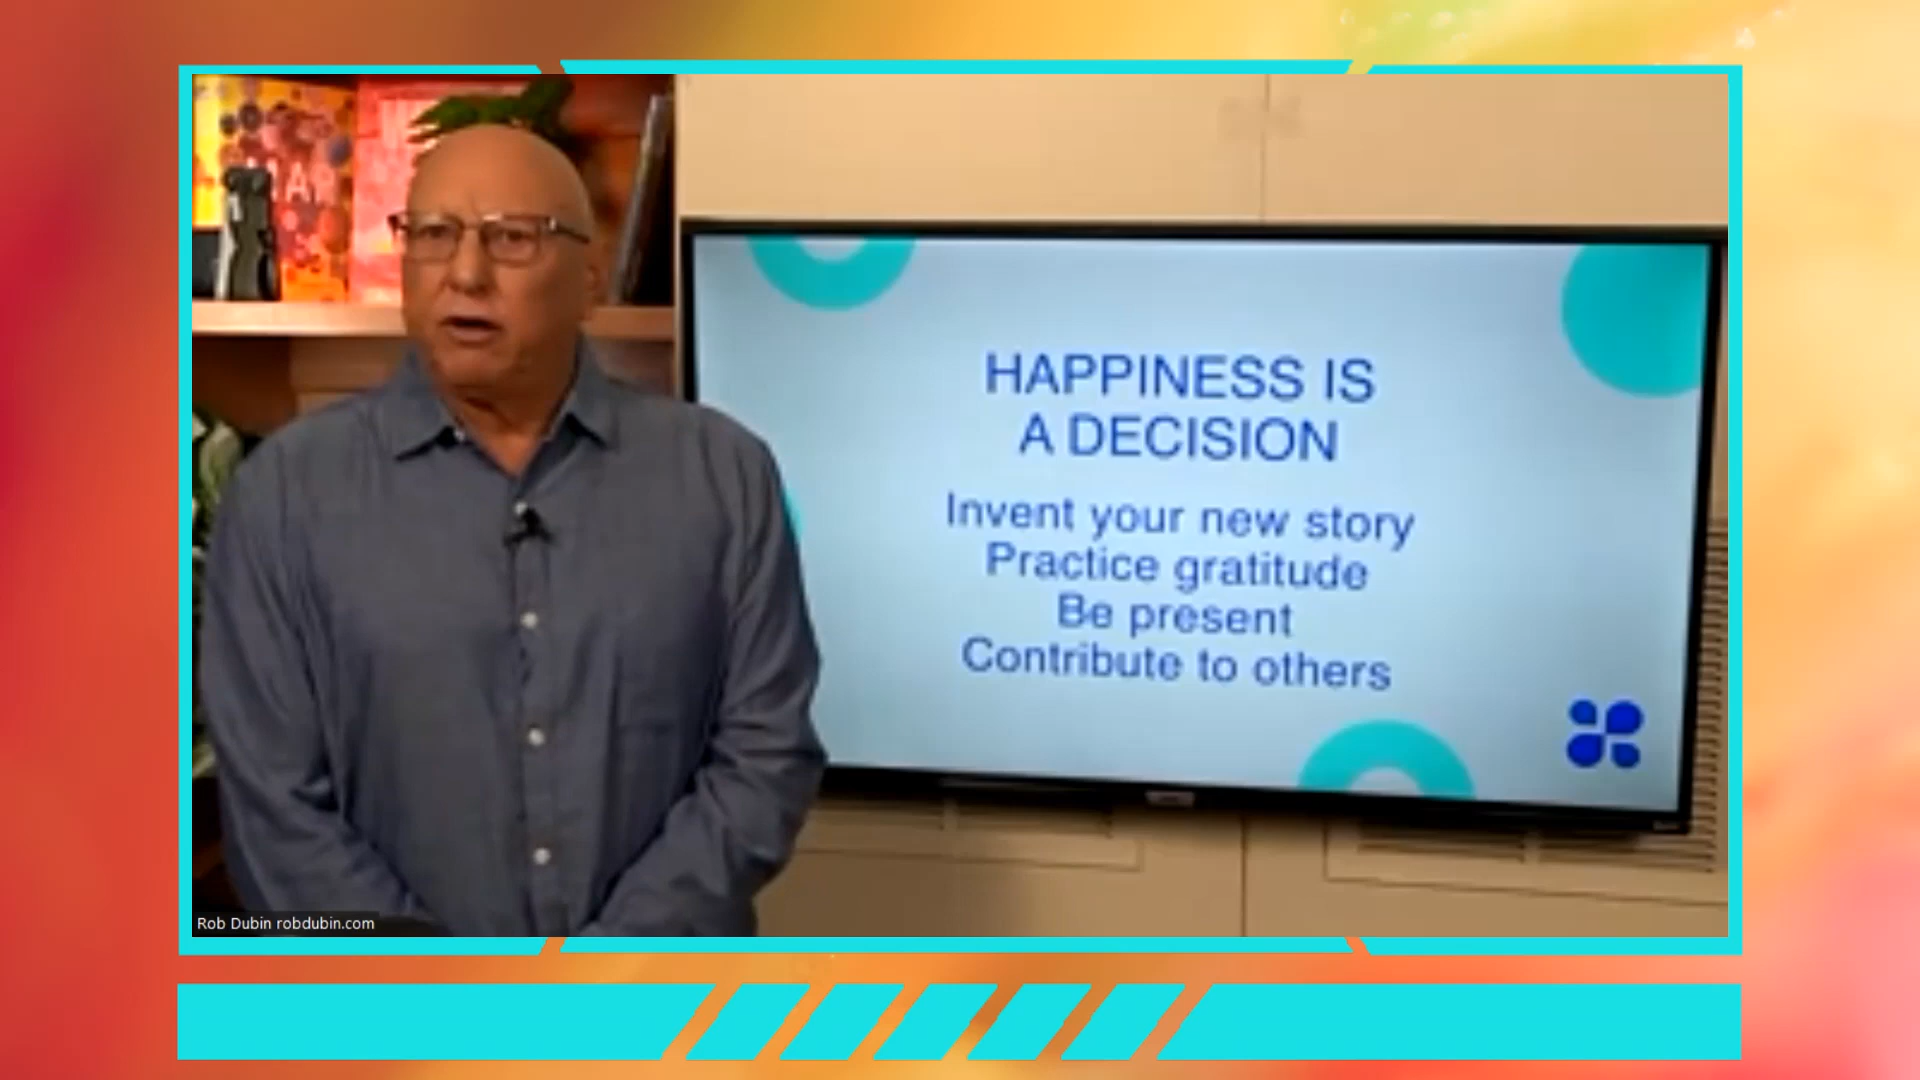 HAPPINESS IS
A DECISION
Invent your new story
Practice gratitude
Be present
Contribute to others
Rob Dubin robdubin.com